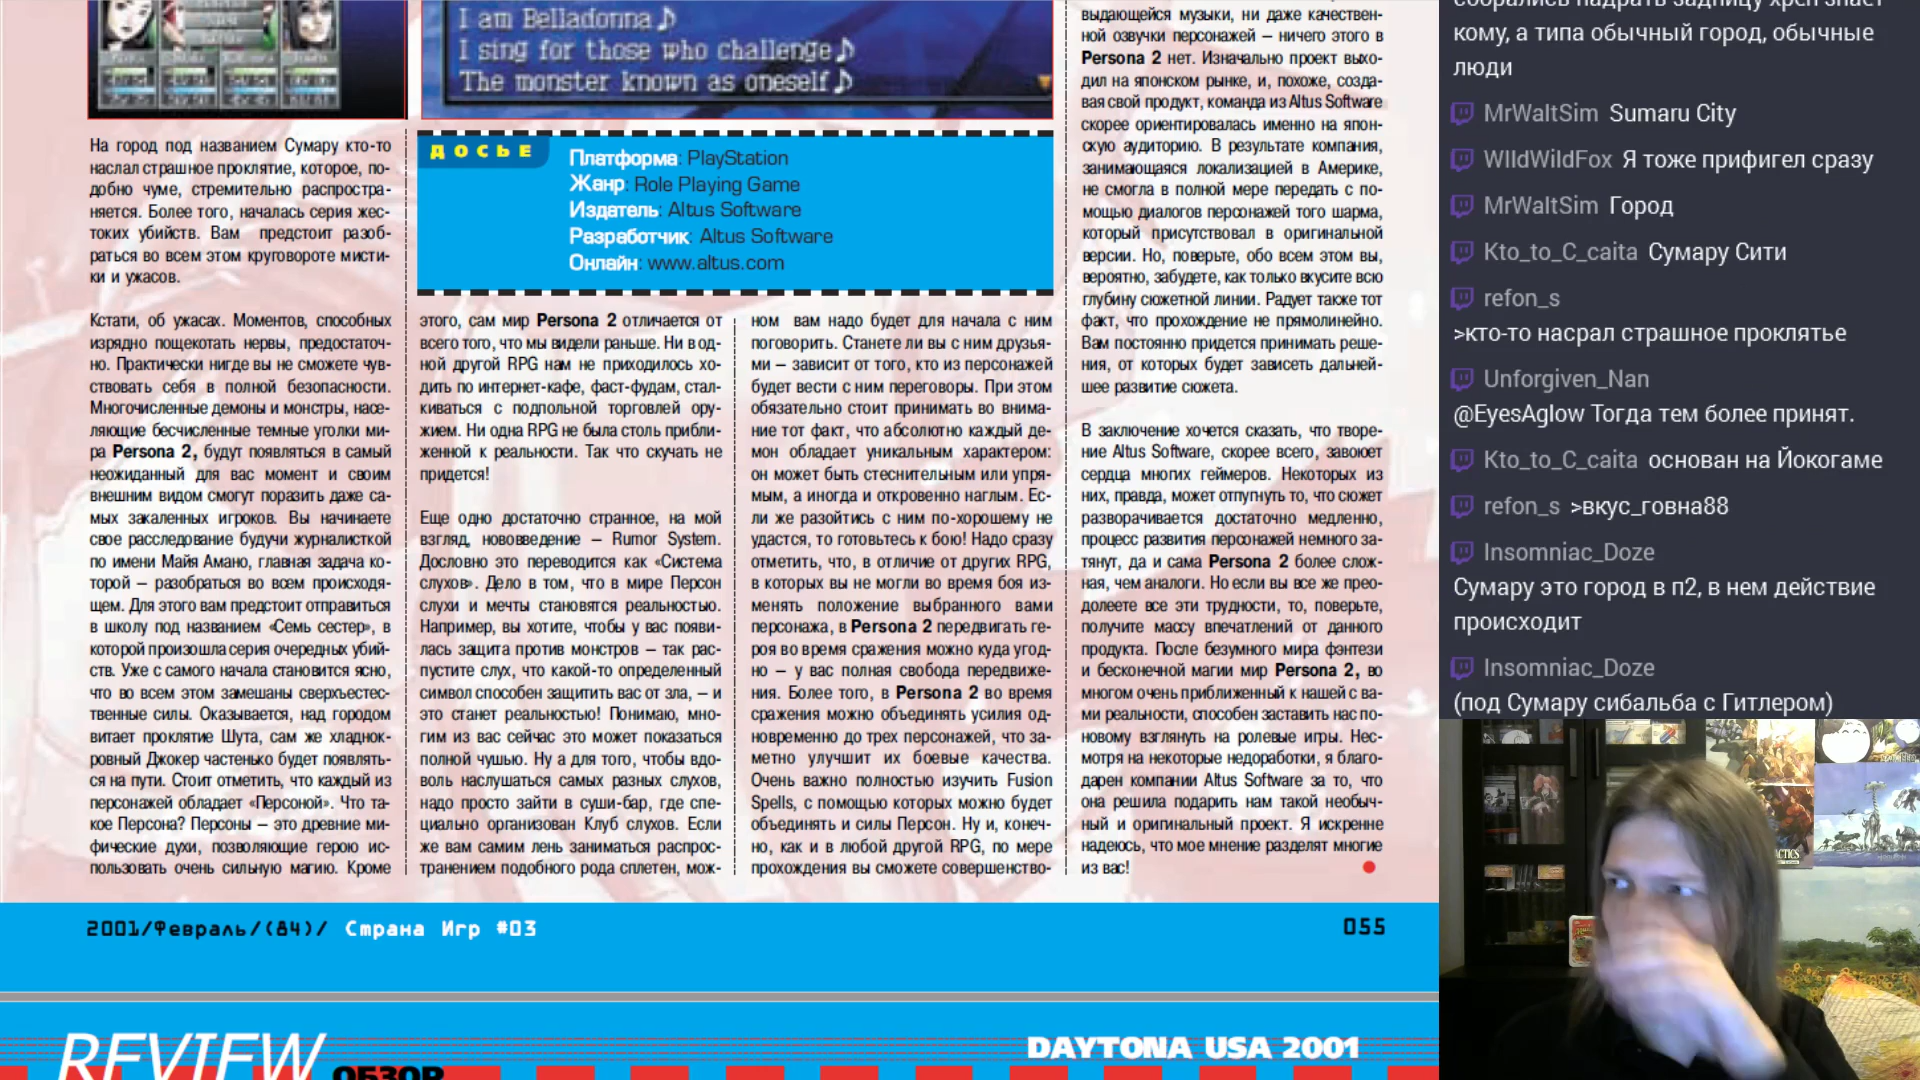 I am Belladonna♪
I sing for those who challenge♪
The monster known as oneself♪
На город под названием Сумару кто-то
наслал страшное проклятие, которое, по-
добно чуме, стремительно распростра-
няется. Более того, началась серия жес-
токих убийств. Вам предстоит разоб-
раться во всем этом круговороте мисти-
ки и ужасов.
Кстати, об ужасах. Моментов, способных
изрядно пощекотать нервы, предостаточ-
но. Практически нигде вы не сможете чув-
ствовать себя в полной безопасности.
Многочисленные демоны и монстры, насе-
ляющие бесчисленные темные уголки ми-
ра Persona 2, будут появляться в самый
неожиданный для вас момент и своим
внешним видом смогут поразить даже са-
мых закаленных игроков. Вы начинаете
свое расследование будучи журналисткой
по имени Майя Амано, главная задача ко-
торой – разобраться во всем происходя-
щем. Для этого вам предстоит отправиться
в школу под названием «Семь сестер», в
которой произошла серия очередных убий-
ств. Уже с самого начала становится ясно,
что во всем этом замешаны сверхъестес-
твенные силы. Оказывается, над городом
витает проклятие Шута, сам же хладнок-
ровный Джокер частенько будет появлять-
ся на пути. Стоит отметить, что каждый из
персонажей обладает «Персоной». Что та-
кое Персона? Персоны – это древние ми-
фические духи, позволяющие герою ис-
пользовать очень сильную магию. Кроме
ДОСЬЕ
Платформа: PlayStation
Жанр: Role Playing Game
Издатель: Altus Software
Разработчик: Altus Software
Онлайн: www.altus.com
этого, сам мир Persona 2 отличается от
всего того, что мы видели раньше. Ни в од-
ной другой RPG нам не приходилось хо-
дить по интернет-кафе, фаст-фудам, стал-
киваться с подпольной торговлей ору-
жием. Ни одна RPG не была столь прибли-
женной к реальности. Так что скучать не
придется!
Еще одно достаточно странное, на мой
взгляд, нововведение – Rumor System.
Дословно это переводится как «Система
слухов». Дело в том, что в мире Персон
слухи и мечты становятся реальностью.
Например, вы хотите, чтобы у вас появи-
лась защита против монстров – так рас-
пустите слух, что какой-то определенный
символ способен защитить вас от зла, – и
это станет реальностью! Понимаю, мно-
гим из вас сейчас это может показаться
полной чушью. Ну а для того, чтобы вдо-
воль наслушаться самых разных слухов,
надо просто зайти в суши-бар, где спе-
циально организован Клуб слухов. Если
же вам самим лень заниматься распрос-
транением подобного рода сплетен, мож-
ном вам надо будет для начала с ним
поговорить. Станете ли вы с ним друзья-
ми – зависит от того, кто из персонажей
будет вести с ним переговоры. При этом
обязательно стоит принимать во внима-
ние тот факт, что абсолютно каждый де-
мон обладает уникальным характером:
он может быть стеснительным или упря-
мым, а иногда и откровенно наглым. Ес-
ли же разойтись с ним по-хорошему не
удастся, то готовьтесь к бою! Надо сразу
отметить, что, в отличие от других RPG,
в которых вы не могли во время боя из-
менять положение выбранного вами
персонажа, в Persona 2 передвигать ге-
роя во время сражения можно куда угод-
но – у вас полная свобода передвиже-
ния. Более того, в Persona 2 во время
сражения можно объединять усилия од-
новременно до трех персонажей, что за-
метно улучшит их боевые качества.
Очень важно полностью изучить Fusion
Spells, с помощью которых можно будет
объединять и силы Персон. Ну и, конеч-
но, как и в любой другой RPG, по мере
прохождения вы сможете совершенство-
выдающейся музыки, ни даже качествен-
ной озвучки персонажей – ничего этого в
Persona 2 нет. Изначально проект выхо-
дил на японском рынке, и, похоже, созда-
вая свой продукт, команда из Altus Software
скорее ориентировалась именно на япон-
скую аудиторию. В результате компания,
занимающаяся локализацией в Америке,
не смогла в полной мере передать с по-
мощью диалогов персонажей того шарма,
который присутствовал в оригинальной
версии. Но, поверьте, обо всем этом вы,
вероятно, забудете, как только вкусите всю
глубину сюжетной линии. Радует также тот
факт, что прохождение не прямолинейно.
Вам постоянно придется принимать реше-
ния, от которых будет зависеть дальней-
шее развитие сюжета.
В заключение хочется сказать, что творе-
ние Altus Software, скорее всего, завоюет
сердца многих геймеров. Некоторых из
них, правда, может отпугнуть то, что сюжет
разворачивается достаточно медленно,
процесс развития персонажей немного за-
тянут, да и сама Persona 2 более слож-
ная, чем аналоги. Но если вы все же прео-
долеете все эти трудности, то, поверьте,
получите массу впечатлений от данного
продукта. После безумного мира фэнтези
и бесконечной магии мир Persona 2, во
многом очень приближенный к нашей с ва-
ми реальности, способен заставить нас по-
новому взглянуть на ролевые игры. Нес-
мотря на некоторые недоработки, я благо-
дарен компании Altus Software за то, что
она решила подарить нам такой необыч-
ный и оригинальный проект. Я искренне
надеюсь, что мое мнение разделят многие
из вас!
2001/Февраль/(84)/ Страна Игр #03
055
REVIEW
ОБЗОР
DAYTONA USA 2001
собрались надрать задницу хрен знает
кому, а типа обычный город, обычные
люди
MrWaltSim Sumaru City
WIldWildFox Я тоже прифигел сразу
MrWaltSim Город
Kto_to_C_caita Сумару Сити
refon_s
>кто-то насрал страшное проклятье
Unforgiven_Nan
@EyesAglow Тогда тем более принят.
Kto_to_C_caita основан на Йокогаме
refon_s >вкус_говна88
Insomniac_Doze
Сумару это город в п2, в нем действие
происходит
Insomniac_Doze
(под Сумару сибальба с Гитлером)